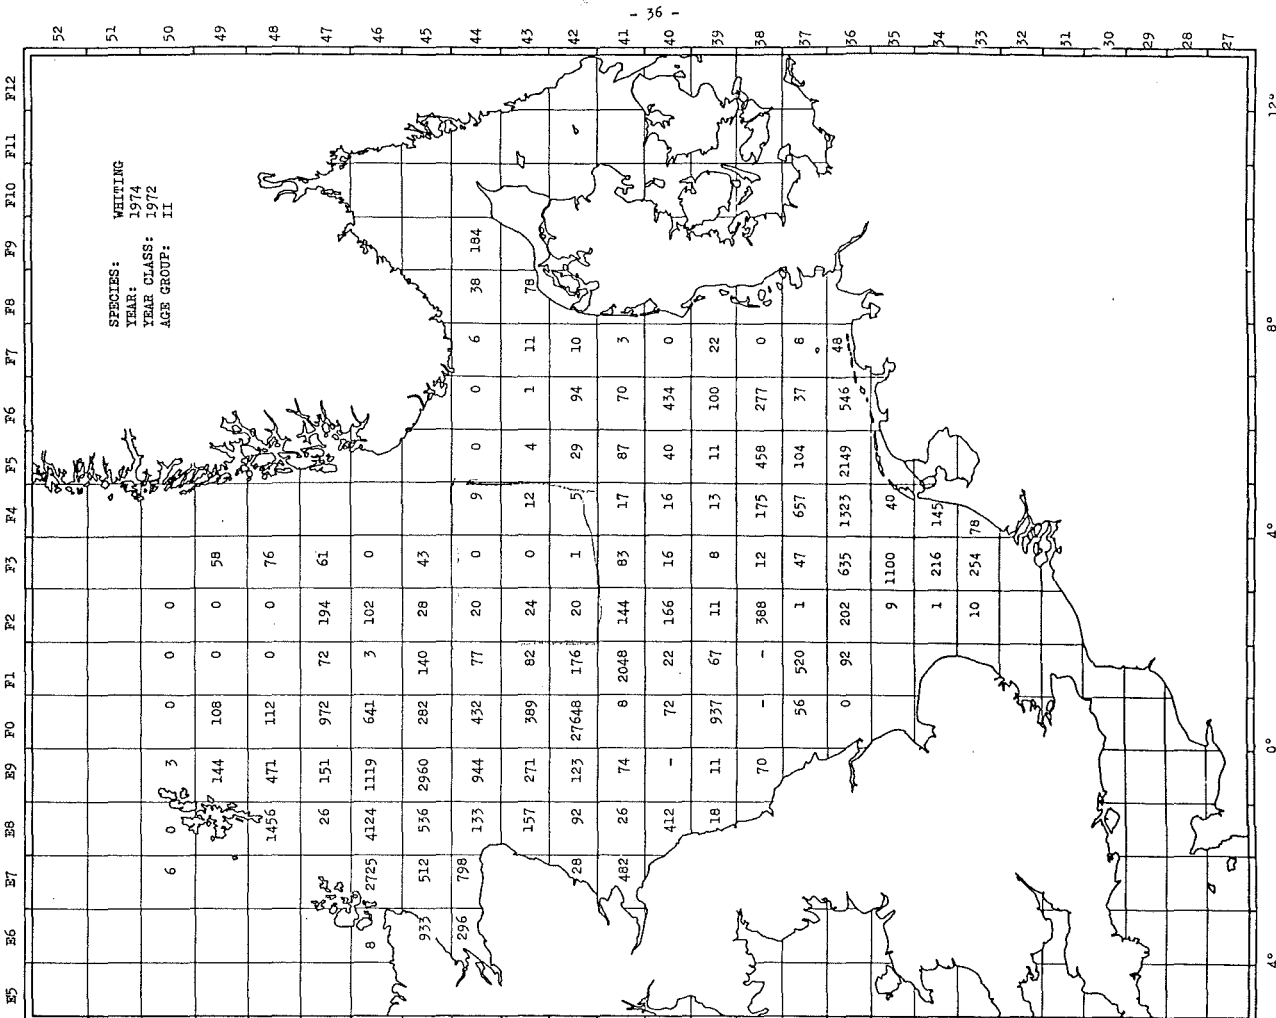 - 36 -
E5 E6 E7 E8 E9 F0 F1 F2 F3 F4 F5 F6 F7 F8 F9 F10 F11 F12
SPECIES: WHITING
YEAR: 1974
YEAR CLASS: 1972
AGE GROUP: II
52
51
6 0 3 0 0 0 50
144 108 0 0 58 49
1456 471 112 0 0 76 48
26 151 972 72 194 61 47
8 2725 4124 1119 641 3 102 0 46
933 512 536 2960 282 140 28 43 45
296 798 133 944 432 77 20 0 9 0 0 6 38 184 44
157 271 389 82 24 0 12 4 1 11 78 43
28 92 123 27648 176 20 1 5 29 94 10 42
482 26 74 8 2048 144 83 17 87 70 3 41
412 - 72 22 166 16 16 40 434 0 40
18 11 937 67 11 8 13 11 100 22 39
70 - - 388 12 175 458 277 0 38
56 520 1 47 657 104 37 8 37
0 92 202 635 1323 2149 546 48 36
9 1100 40 35
1 216 145 34
10 254 78 33
32
31
30
29
28
27
4° 0° 4° 8° 12°